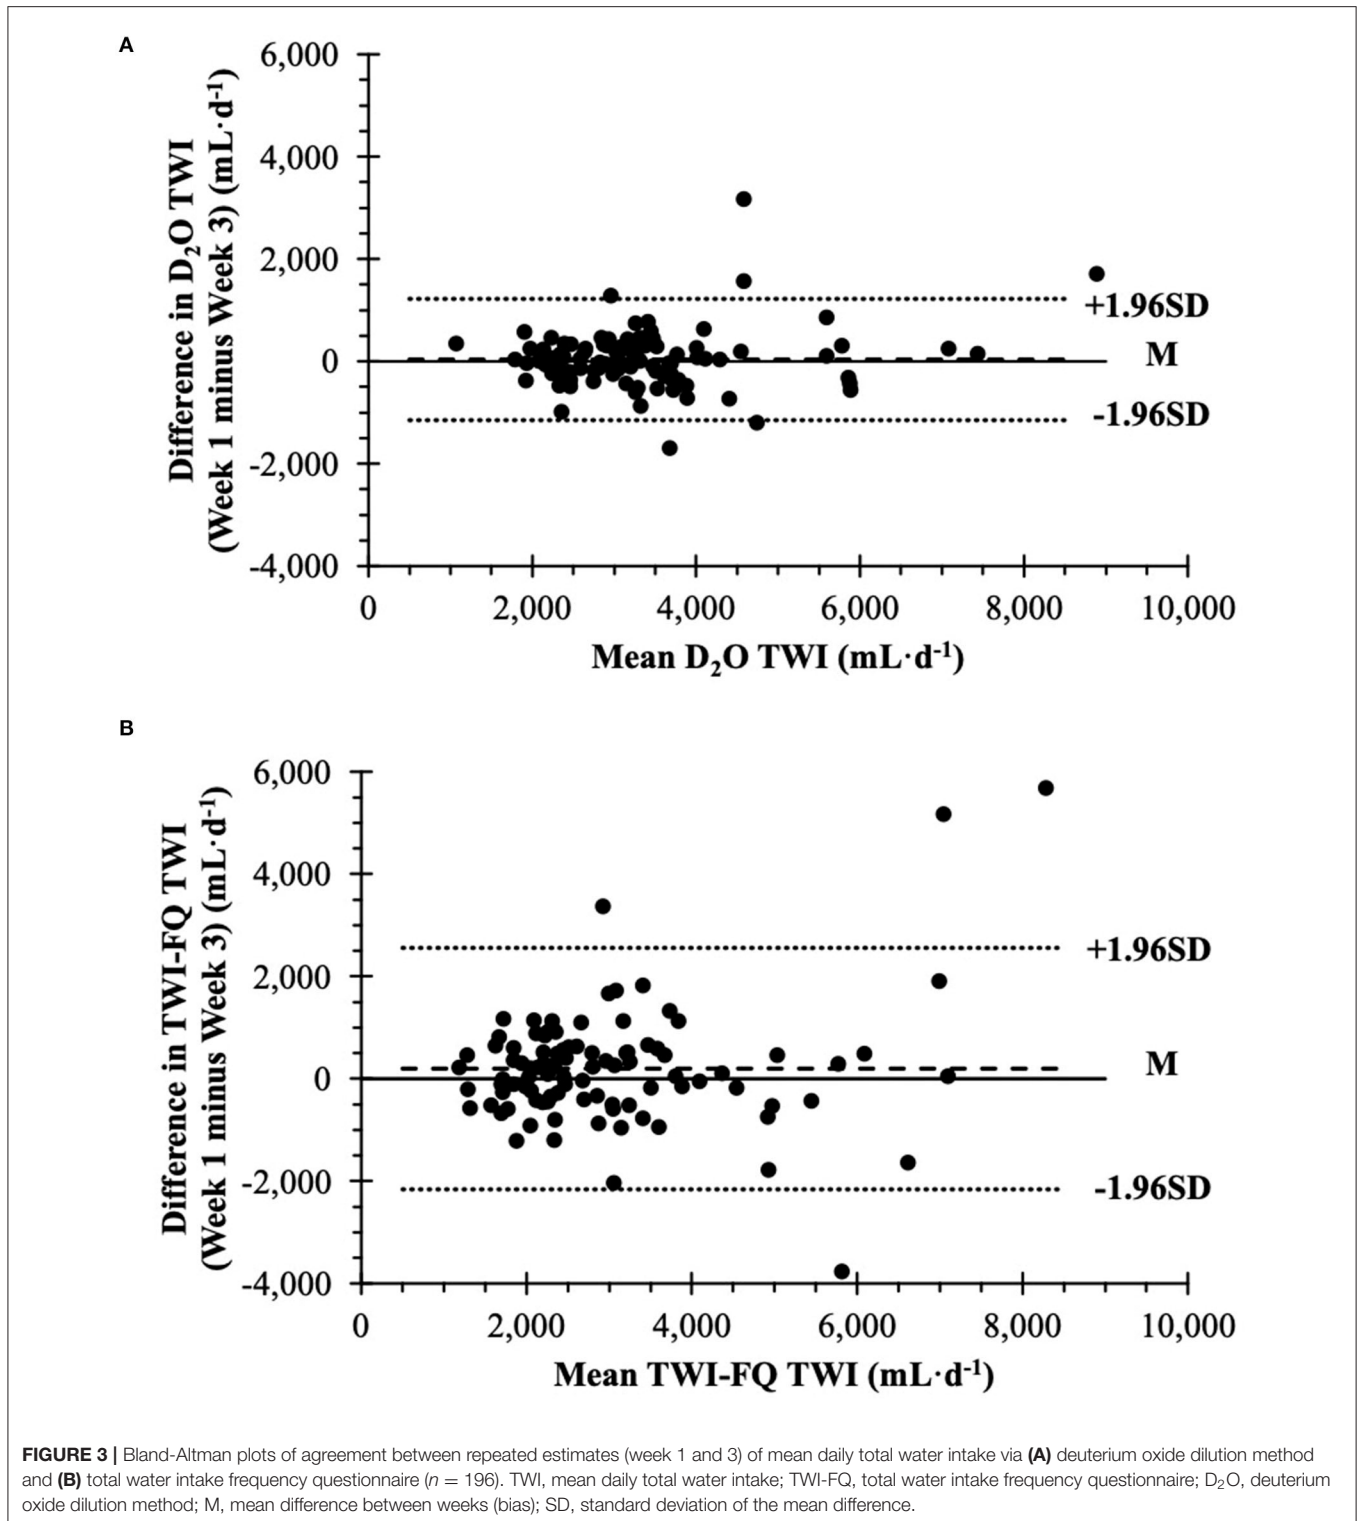 A
Difference in D₂O TWI
(Week 1 minus Week 3) (mL·d⁻¹)
6,000
4,000
2,000
0
-2,000
-4,000
+1.96SD
M
-1.96SD
0 2,000 4,000 6,000 8,000 10,000
Mean D₂O TWI (mL·d⁻¹)
B
Difference in TWI-FQ TWI
(Week 1 minus Week 3) (mL·d⁻¹)
6,000
4,000
2,000
0
-2,000
-4,000
+1.96SD
M
-1.96SD
0 2,000 4,000 6,000 8,000 10,000
Mean TWI-FQ TWI (mL·d⁻¹)
FIGURE 3 | Bland-Altman plots of agreement between repeated estimates (week 1 and 3) of mean daily total water intake via (A) deuterium oxide dilution method
and (B) total water intake frequency questionnaire (n = 196). TWI, mean daily total water intake; TWI-FQ, total water intake frequency questionnaire; D₂O, deuterium
oxide dilution method; M, mean difference between weeks (bias); SD, standard deviation of the mean difference.